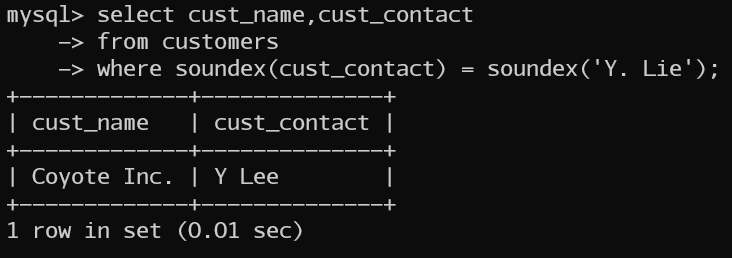 mysql> select cust_name,cust_contact
    -> from customers
    -> where soundex(cust_contact) = soundex('Y. Lie');
+-------------+--------------+
| cust_name   | cust_contact |
+-------------+--------------+
| Coyote Inc. | Y Lee        |
+-------------+--------------+
1 row in set (0.01 sec)